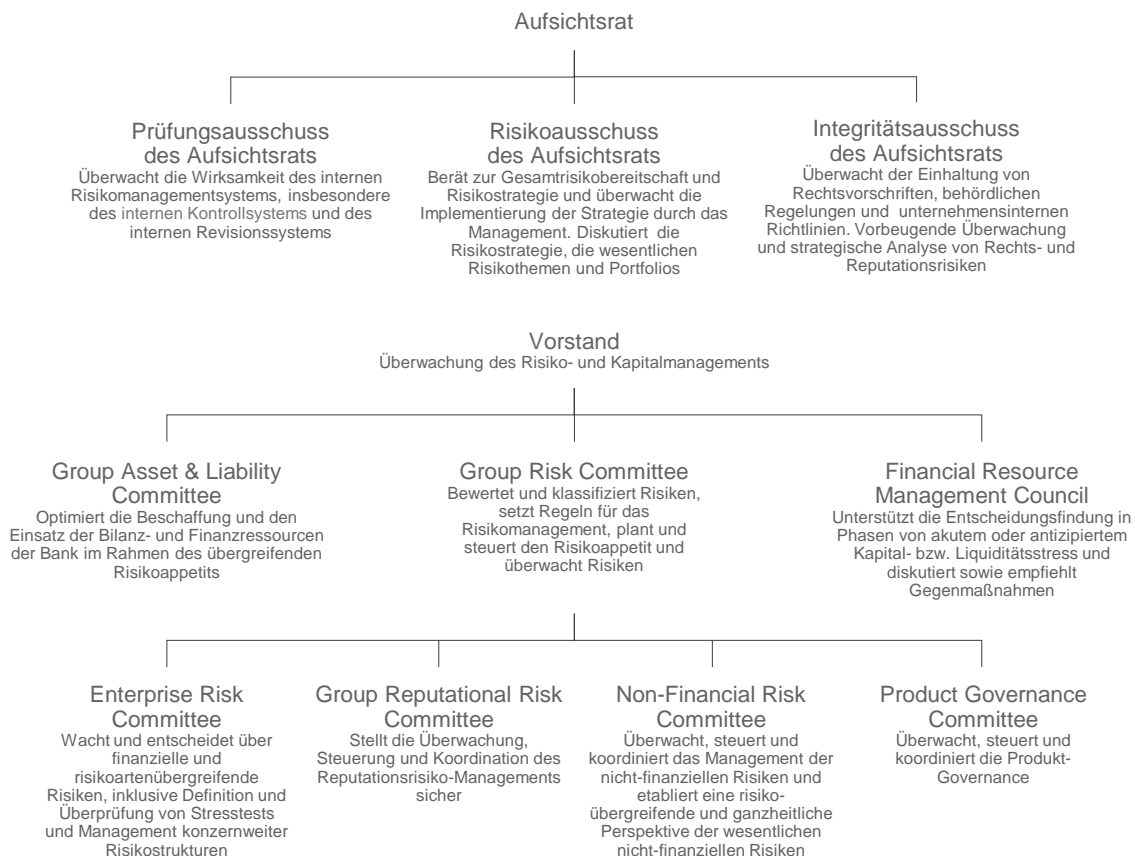 Aufsichtsrat
Prüfungsausschuss
des Aufsichtsrats
Überwacht die Wirksamkeit des internen
Risikomanagementsystems, insbesondere
des internen Kontrollsystems und des
internen Revisionssystems
Risikoausschuss
des Aufsichtsrats
Berät zur Gesamtrisikobereitschaft und
Risikostrategie und überwacht die
Implementierung der Strategie durch das
Management. Diskutiert die
Risikostrategie, die wesentlichen
Risikothemen und Portfolios
Integritätsausschuss
des Aufsichtsrats
Überwacht der Einhaltung von
Rechtsvorschriften, behördlichen
Regelungen und unternehmensinternen
Richtlinien. Vorbeugende Überwachung
und strategische Analyse von Rechts- und
Reputationsrisiken
Vorstand
Überwachung des Risiko- und Kapitalmanagements
Group Asset & Liability
Committee
Optimiert die Beschaffung und den
Einsatz der Bilanz- und Finanzressourcen
der Bank im Rahmen des übergreifenden
Risikoappetits
Group Risk Committee
Bewertet und klassifiziert Risiken,
setzt Regeln für das
Risikomanagement, plant und
steuert den Risikoappetit und
überwacht Risiken
Financial Resource
Management Council
Unterstützt die Entscheidungsfindung in
Phasen von akutem oder antizipiertem
Kapital- bzw. Liquiditätsstress und
diskutiert sowie empfiehlt
Gegenmaßnahmen
Enterprise Risk
Committee
Wacht und entscheidet über
finanzielle und
risikoartenübergreifende
Risiken, inklusive Definition und
Überprüfung von Stresstests
und Management konzernweiter
Risikostrukturen
Group Reputational Risk
Committee
Stellt die Überwachung,
Steuerung und Koordination des
Reputationsrisiko-Managements
sicher
Non-Financial Risk
Committee
Überwacht, steuert und
koordiniert das Management der
nicht-finanziellen Risiken und
etabliert eine risiko-
übergreifende und ganzheitliche
Perspektive der wesentlichen
nicht-finanziellen Risiken
Product Governance
Committee
Überwacht, steuert und
koordiniert die Produkt-
Governance